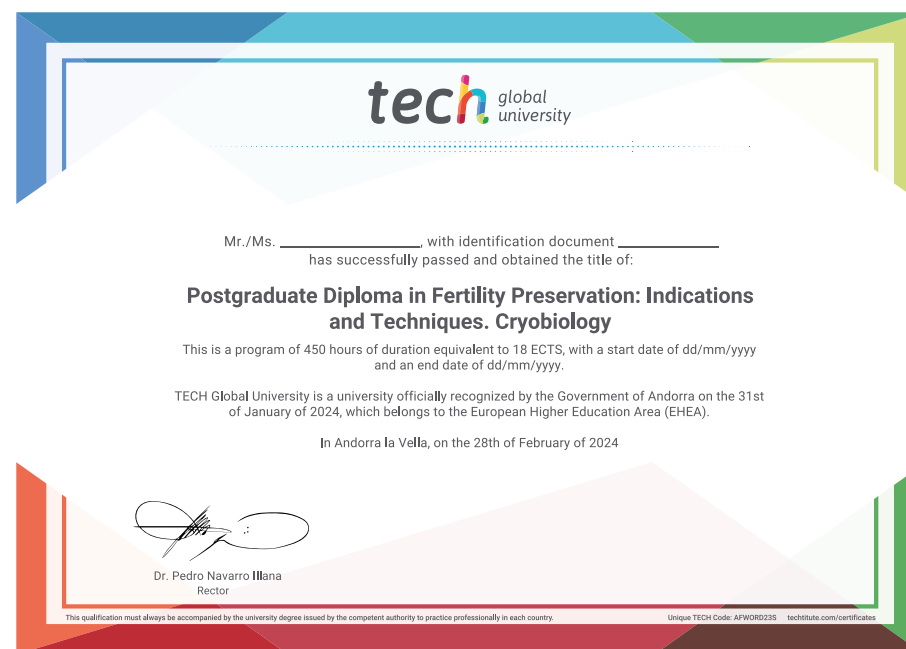 tech global
university
Mr./Ms. ____________, with identification document ____________
has successfully passed and obtained the title of:
Postgraduate Diploma in Fertility Preservation: Indications
and Techniques. Cryobiology
This is a program of 450 hours of duration equivalent to 18 ECTS, with a start date of dd/mm/yyyy
and an end date of dd/mm/yyyy.
TECH Global University is a university officially recognized by the Government of Andorra on the 31st
of January of 2024, which belongs to the European Higher Education Area (EHEA).
In Andorra la Vella, on the 28th of February of 2024
Dr. Pedro Navarro Illana
Rector
This qualification must always be accompanied by the university degree issued by the competent authority to practice professionally in each country. Unique TECH Code: AFWORD23S techtitute.com/certificates